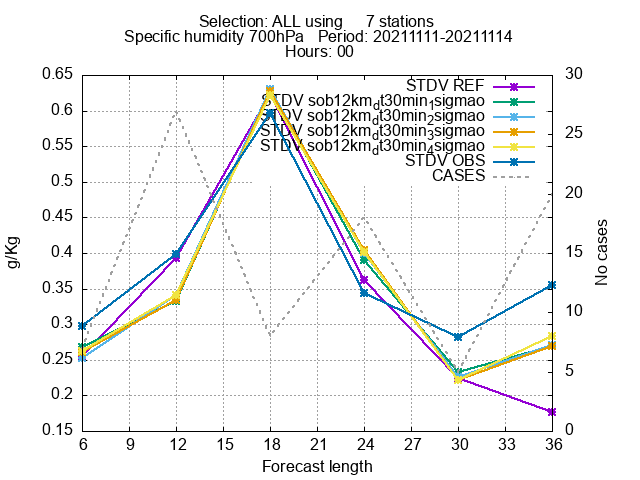 Selection: ALL using 7 stations
Specific humidity 700hPa Period: 20211111-20211114
Hours: 00
STDV REF
STDV sob12km_dt30min_1sigmao
STDV sob12km_dt30min_2sigmao
STDV sob12km_dt30min_3sigmao
STDV sob12km_dt30min_4sigmao
STDV OBS
CASES
g/Kg
0.65
0.6
0.55
0.5
0.45
0.4
0.35
0.3
0.25
0.2
0.15
No cases
30
25
20
15
10
5
0
6 9 12 15 18 21 24 27 30 33 36
Forecast length